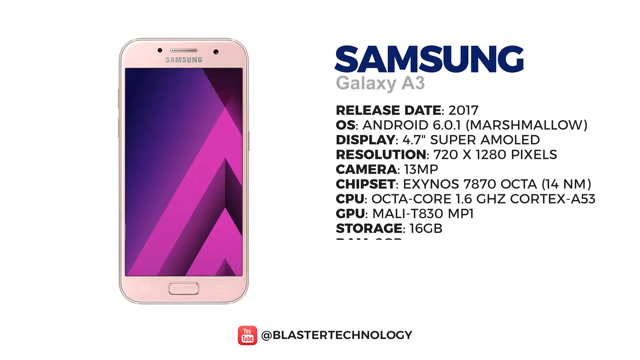 SAMSUNG
SAMSUNG
Galaxy A3
RELEASE DATE: 2017
OS: ANDROID 6.0.1 (MARSHMALLOW)
DISPLAY: 4.7" SUPER AMOLED
RESOLUTION: 720 X 1280 PIXELS
CAMERA: 13MP
CHIPSET: EXYNOS 7870 OCTA (14 NM)
CPU: OCTA-CORE 1.6 GHZ CORTEX-A53
GPU: MALI-T830 MP1
STORAGE: 16GB
You Tube @BLASTERTECHNOLOGY